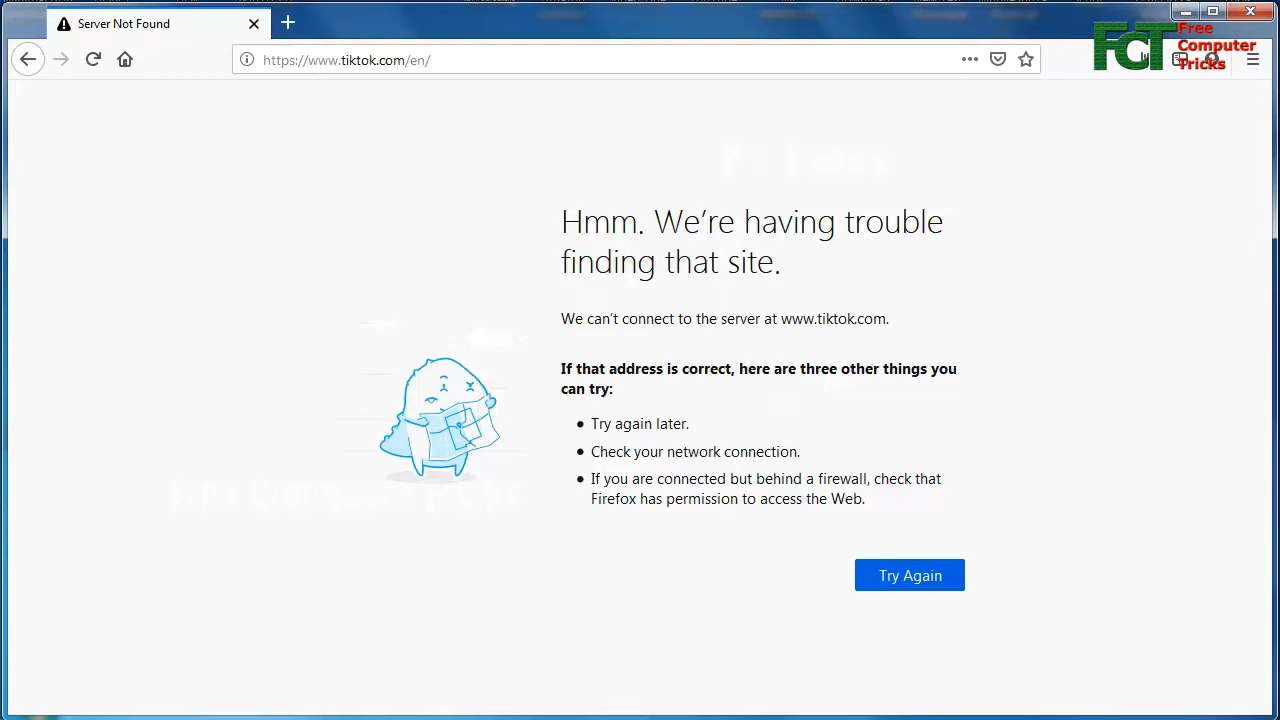 Server Not Found
https://www.tiktok.com/en/
FCT
Free
Computer
Tricks
Hmm. We're having trouble
finding that site.
We can't connect to the server at www.tiktok.com.
If that address is correct, here are three other things you
can try:
Try again later.
Check your network connection.
If you are connected but behind a firewall, check that
Firefox has permission to access the Web.
Try Again